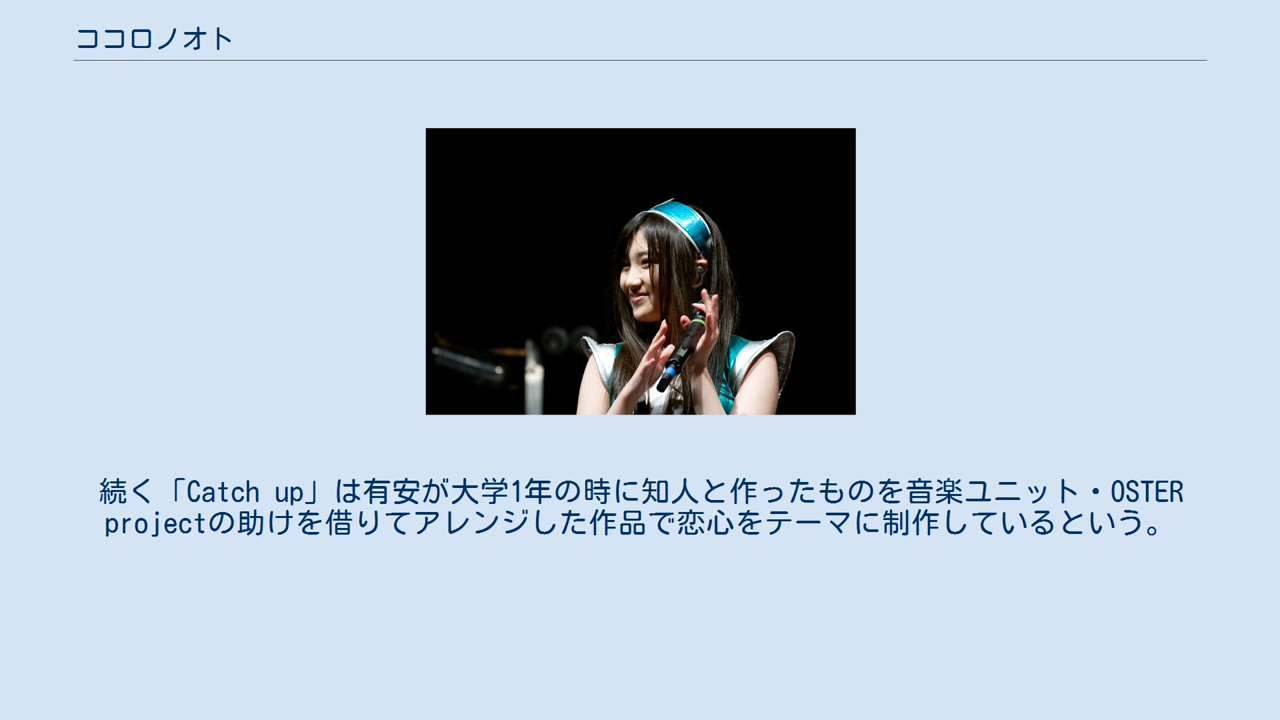 ココロノオト
続く「Catch up」は有安が大学1年の時に知人と作ったものを音楽ユニット・OSTER
projectの助けを借りてアレンジした作品で恋心をテーマに制作しているという。